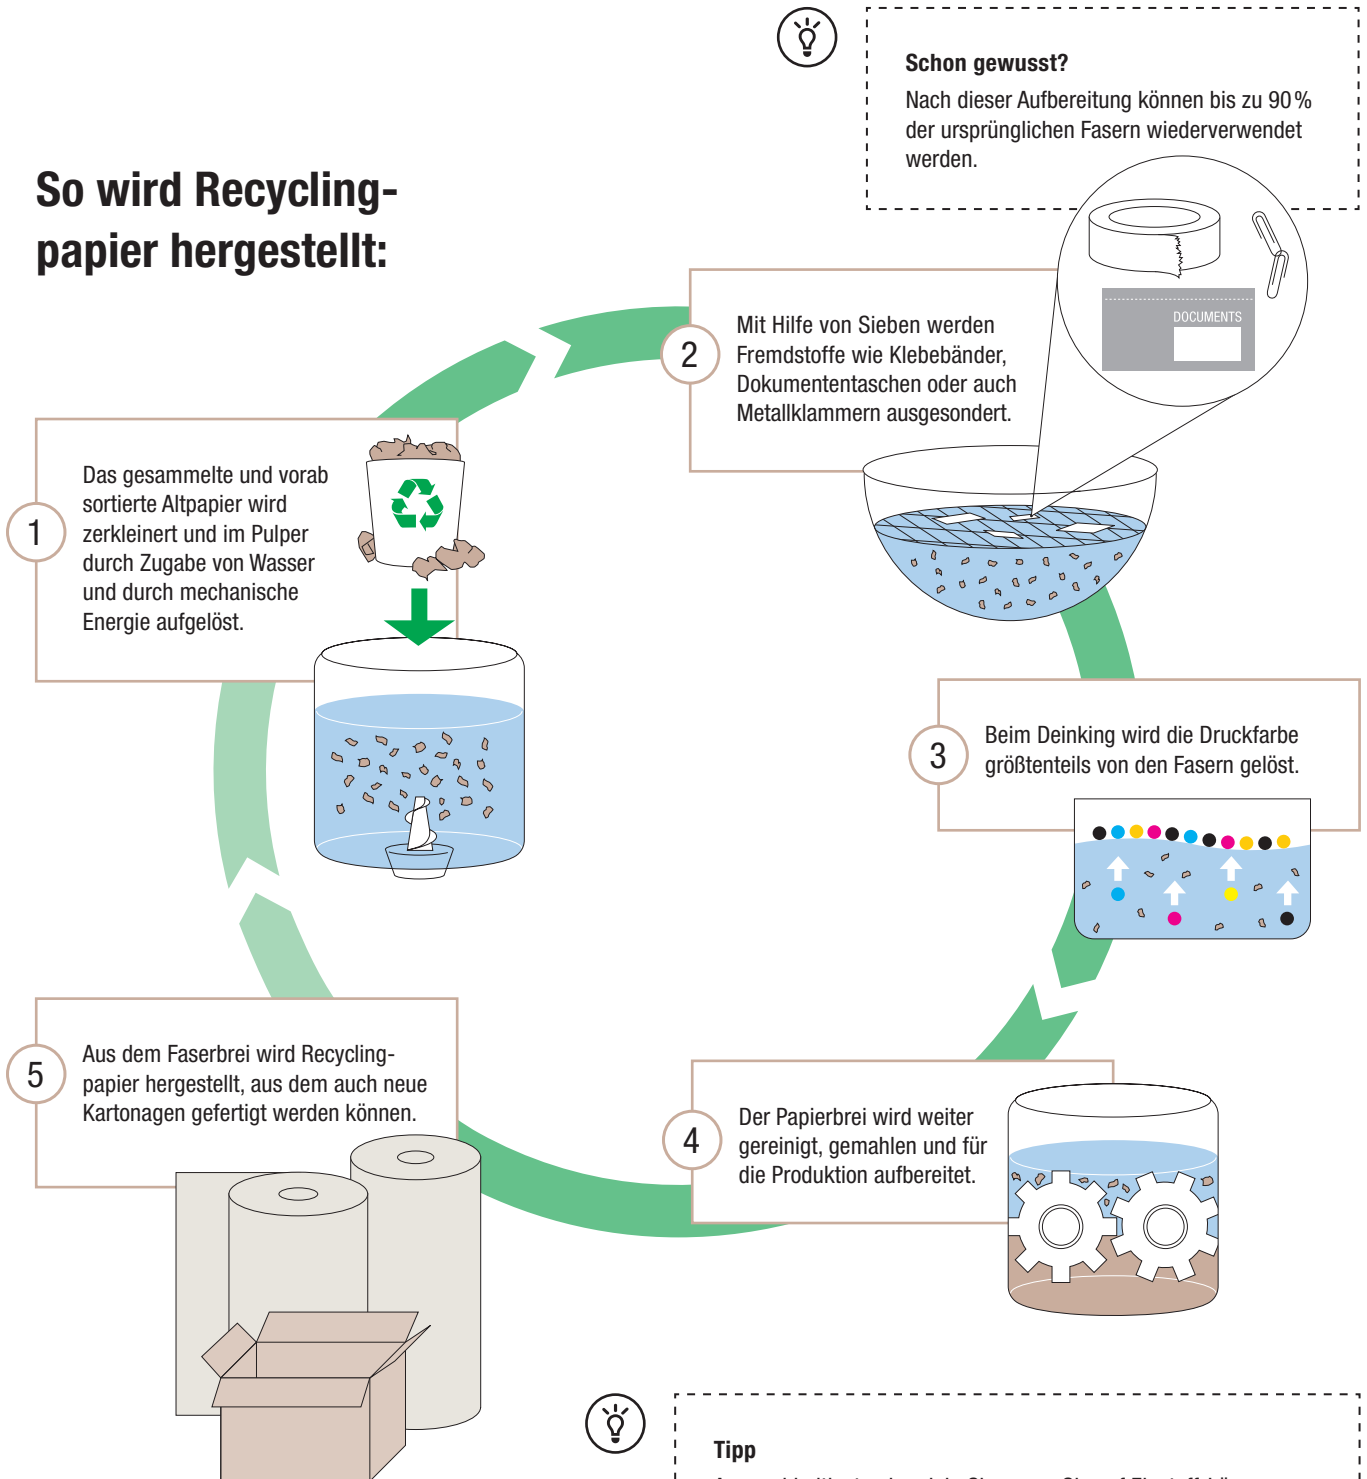 Schon gewusst?
Nach dieser Aufbereitung können bis zu 90 %
der ursprünglichen Fasern wiederverwendet
werden.
So wird Recycling-
papier hergestellt:
DOCUMENTS
2
Mit Hilfe von Sieben werden
Fremdstoffe wie Klebebänder,
Dokumententaschen oder auch
Metallklammern ausgesondert.
1
Das gesammelte und vorab
sortierte Altpapier wird
zerkleinert und im Pulper
durch Zugabe von Wasser
und durch mechanische
Energie aufgelöst.
3
Beim Deinking wird die Druckfarbe
größtenteils von den Fasern gelöst.
5
Aus dem Faserbrei wird Recycling-
papier hergestellt, aus dem auch neue
Kartonagen gefertigt werden können.
4
Der Papierbrei wird weiter
gereinigt, gemahlen und für
die Produktion aufbereitet.
Tipp